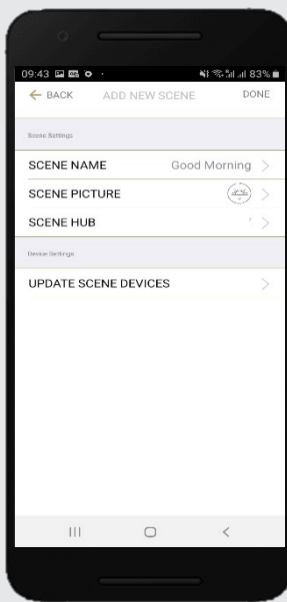 09:43 83%
← BACK ADD NEW SCENE DONE
Scene Settings
SCENE NAME Good Morning >
SCENE PICTURE >
SCENE HUB ' >
Device Settings
UPDATE SCENE DEVICES >